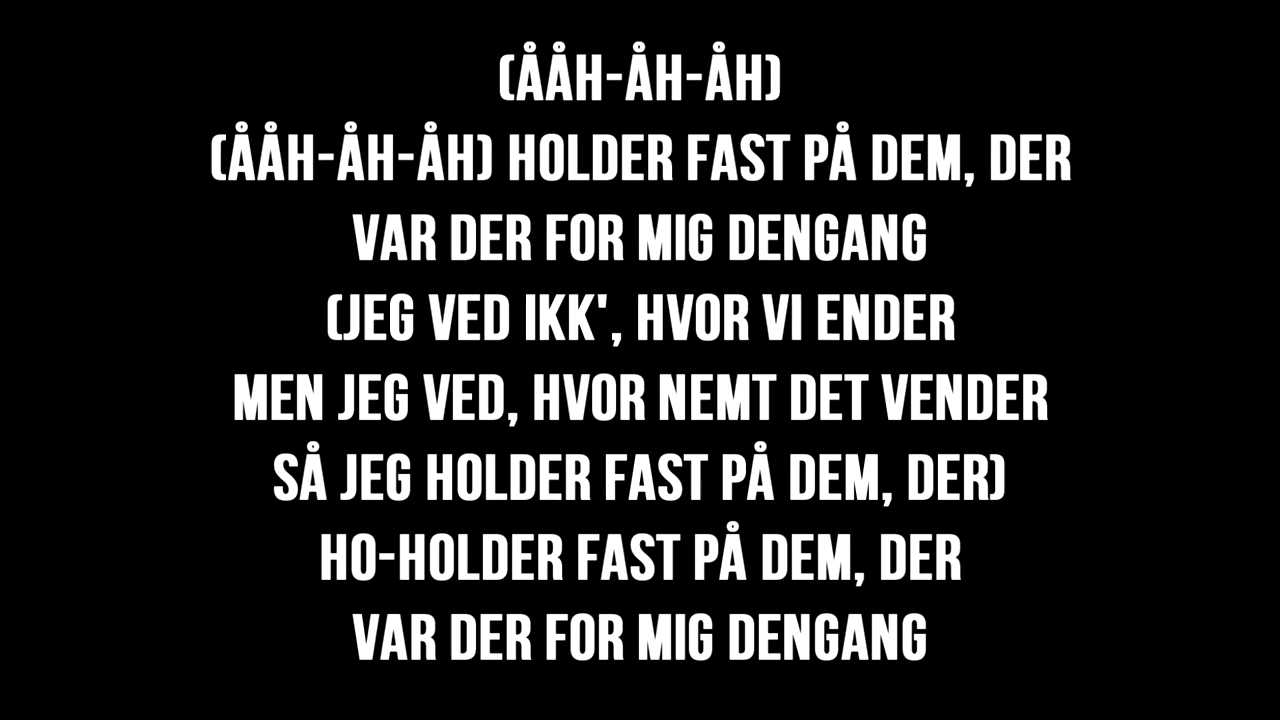 (ÅÅH-ÅH-ÅH)
(ÅÅH-ÅH-ÅH) HOLDER FAST PÅ DEM, DER
VAR DER FOR MIG DENGANG
(JEG VED IKK', HVOR VI ENDER
MEN JEG VED, HVOR NEMT DET VENDER
SÅ JEG HOLDER FAST PÅ DEM, DER)
HO-HOLDER FAST PÅ DEM, DER
VAR DER FOR MIG DENGANG